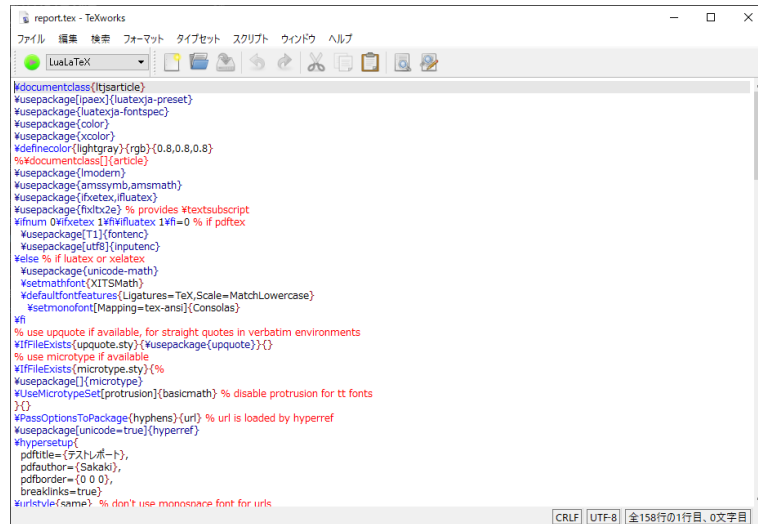 report.tex - TeXworks
ファイル 編集 検索 フォーマット タイプセット スクリプト ウィンドウ ヘルプ
LuaLaTeX
¥documentclass{ltjsarticle}
¥usepackage[ipaex]{luatexja-preset}
¥usepackage{luatexja-fontspec}
¥usepackage{color}
¥usepackage{xcolor}
¥definecolor{lightgray}{rgb}{0.8,0.8,0.8}
%¥documentclass[]{article}
¥usepackage{lmodern}
¥usepackage{amssymb,amsmath}
¥usepackage{ifxetex,ifluatex}
¥usepackage{fixltx2e} % provides ¥textsubscript
¥ifnum 0¥ifxetex 1¥fi¥ifluatex 1¥fi=0 % if pdftex
¥usepackage[T1]{fontenc}
¥usepackage[utf8]{inputenc}
¥else % if luatex or xelatex
¥usepackage{unicode-math}
¥setmathfont{XITSMath}
¥defaultfontfeatures{Ligatures=TeX,Scale=MatchLowercase}
¥setmonofont[Mapping=tex-ansi]{Consolas}
¥fi
% use upquote if available, for straight quotes in verbatim environments
¥IfFileExists{upquote.sty}{¥usepackage{upquote}}{}
% use microtype if available
¥IfFileExists{microtype.sty}{%
¥usepackage[]{microtype}
¥UseMicrotypeSet[protrusion]{basicmath} % disable protrusion for tt fonts
}{}
¥PassOptionsToPackage{hyphens}{url} % url is loaded by hyperref
¥usepackage[unicode=true]{hyperref}
¥hypersetup{
pdftitle={テストレポート},
pdfauthor={Sakaki},
pdfborder={0 0 0},
breaklinks=true}
¥urlstyle{same} % don't use monospace font for urls
CRLF UTF-8 全158行の1行目、0文字目